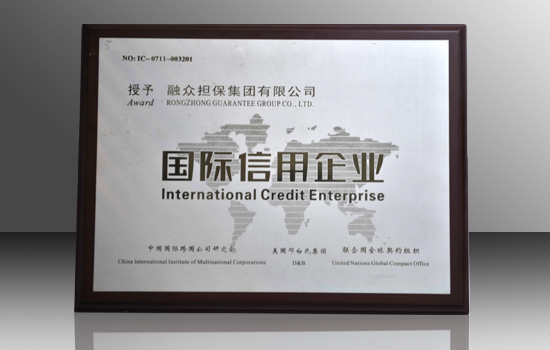 NO: IC-0711-003201
授予 融众担保集团有限公司
Award RONGZHONG GUARANTEE GROUP CO., LTD.
国际信用企业
International Credit Enterprise
中国国际跨国公司研究会 美国邓白氏集团 联合国全球契约组织
China International Institute of Multinational Corporations D&B United Nations Global Compact Office